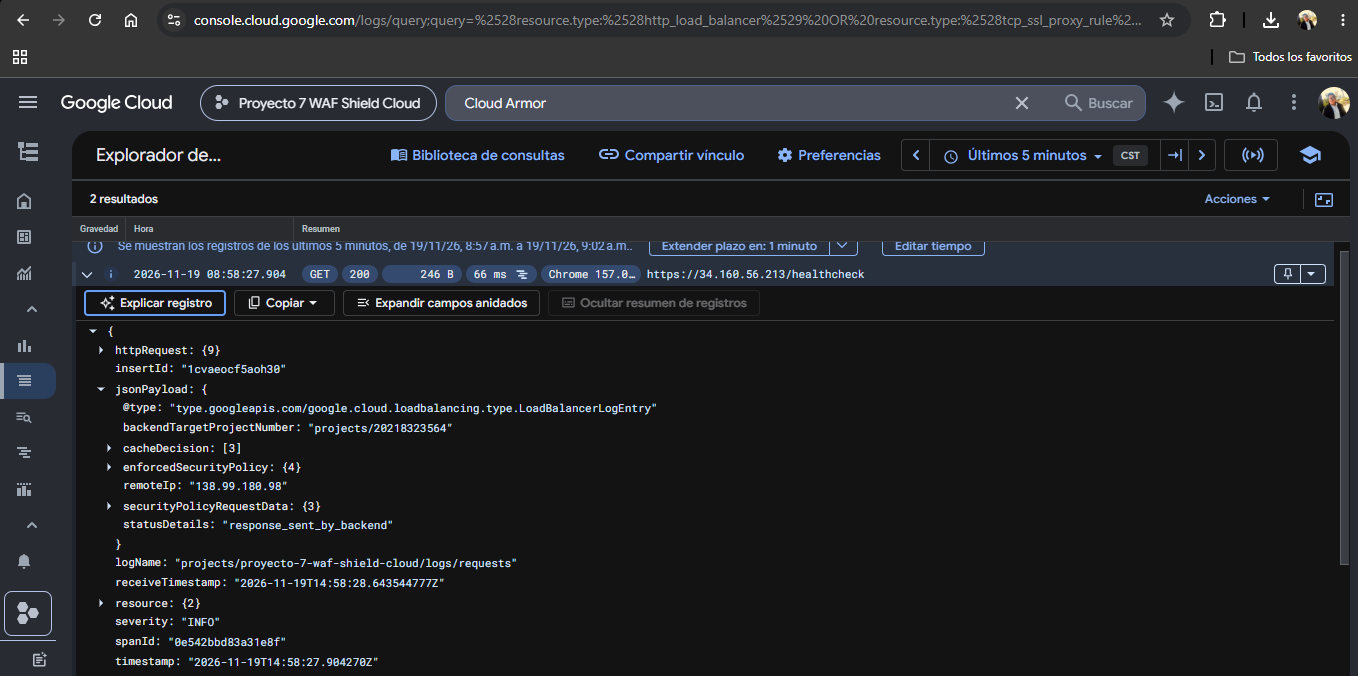 console.cloud.google.com/logs/query;query=%2528resource.type:%2528http_load_balancer%2529%20OR%20resource.type:%2528tcp_ssl_proxy_rule%2...
Todos los favoritos
Google Cloud
Proyecto 7 WAF Shield Cloud
Cloud Armor
Buscar
Explorador de...
Biblioteca de consultas
Compartir vínculo
Preferencias
Últimos 5 minutos
CST
2 resultados
Acciones
Gravedad Hora Resumen
Se muestran los registros de los últimos 5 minutos, de 19/11/26, 8:57 a.m. a 19/11/26, 9:02 a.m..
Extender plazo en: 1 minuto
Editar tiempo
i 2026-11-19 08:58:27.904 GET 200 246 B 66 ms Chrome 157.0… https://34.160.56.213/healthcheck
Explicar registro
Copiar
Expandir campos anidados
Ocultar resumen de registros
{
httpRequest: {9}
insertId: "1cvaeocf5aoh30"
jsonPayload: {
@type: "type.googleapis.com/google.cloud.loadbalancing.type.LoadBalancerLogEntry"
backendTargetProjectNumber: "projects/20218323564"
cacheDecision: [3]
enforcedSecurityPolicy: {4}
remoteIp: "138.99.180.98"
securityPolicyRequestData: {3}
statusDetails: "response_sent_by_backend"
}
logName: "projects/proyecto-7-waf-shield-cloud/logs/requests"
receiveTimestamp: "2026-11-19T14:58:28.643544777Z"
resource: {2}
severity: "INFO"
spanId: "0e542bbd83a31e8f"
timestamp: "2026-11-19T14:58:27.904270Z"